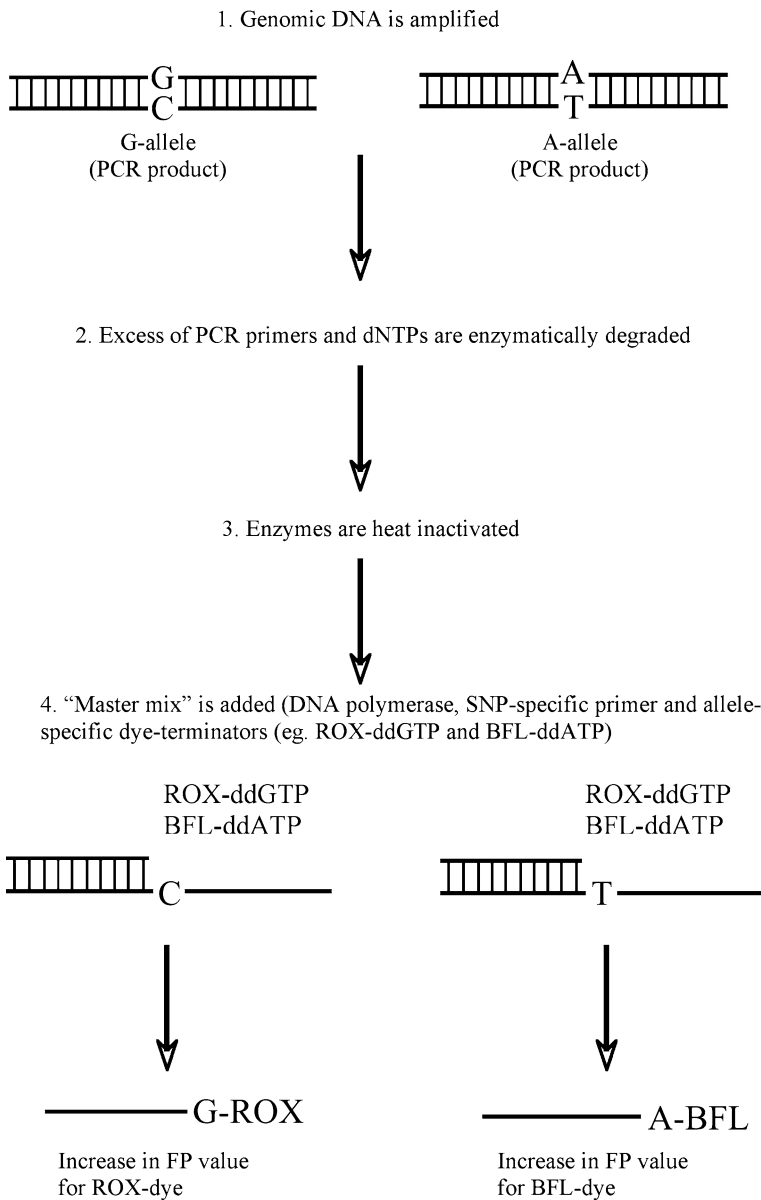 1. Genomic DNA is amplified
G
C
A
T
G-allele
(PCR product)
A-allele
(PCR product)
2. Excess of PCR primers and dNTPs are enzymatically degraded
3. Enzymes are heat inactivated
4. “Master mix” is added (DNA polymerase, SNP-specific primer and allele-
specific dye-terminators (eg. ROX-ddGTP and BFL-ddATP)
ROX-ddGTP
BFL-ddATP
C
ROX-ddGTP
BFL-ddATP
T
G-ROX
Increase in FP value
for ROX-dye
A-BFL
Increase in FP value
for BFL-dye